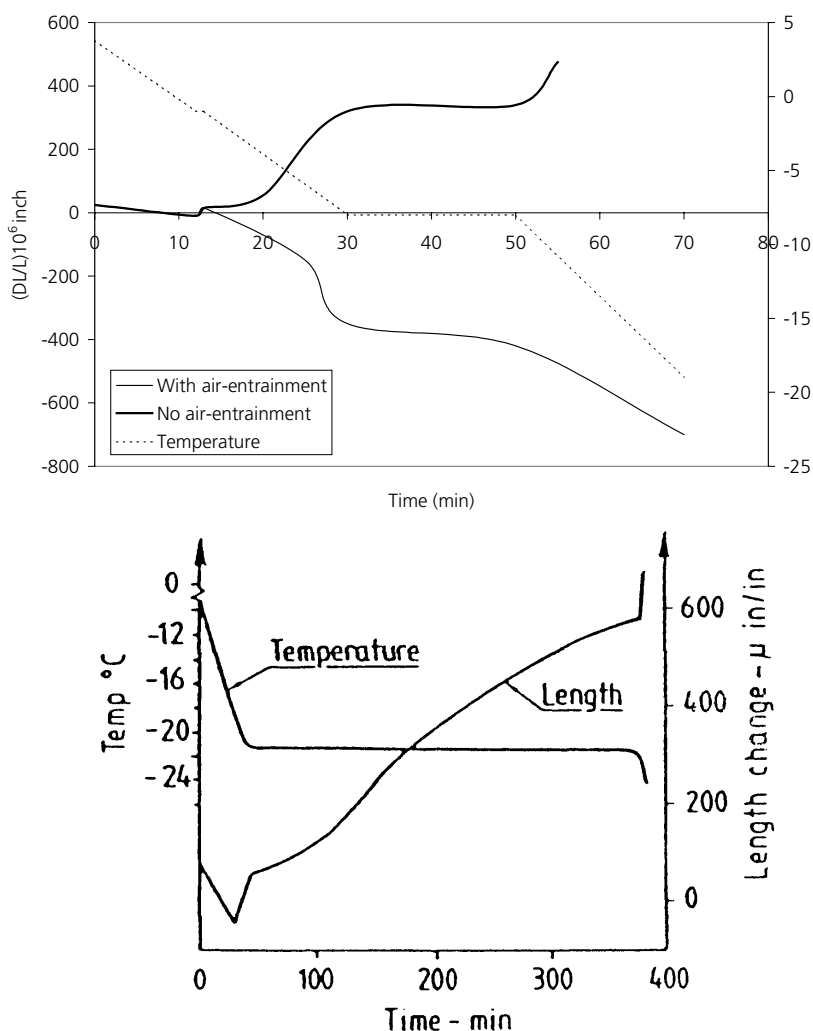 600
400
200
0
-200
-400
-600
-800
(DL/L)10⁶ inch
0 10 20 30 40 50 60 70 80
5
0
-5
-10
-15
-20
-25
With air-entrainment
No air-entrainment
Temperature
Time (min)
0
-12
-16
-20
-24
Temp °C
Temperature
Length
600
400
200
0
Length change - µ in/in
0 100 200 300 400
Time - min